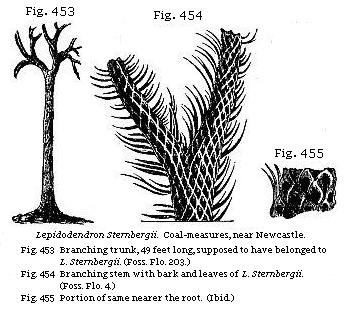 Fig. 453
Fig. 454
Fig. 455
Lepidodendron Sternbergii. Coal-measures, near Newcastle.
Fig. 453 Branching trunk, 49 feet long, supposed to have belonged to
L. Sternbergii. (Foss. Flo. 203.)
Fig. 454 Branching stem with bark and leaves of L. Sternbergii.
(Foss. Flo. 4.)
Fig. 455 Portion of same nearer the root. (Ibid.)